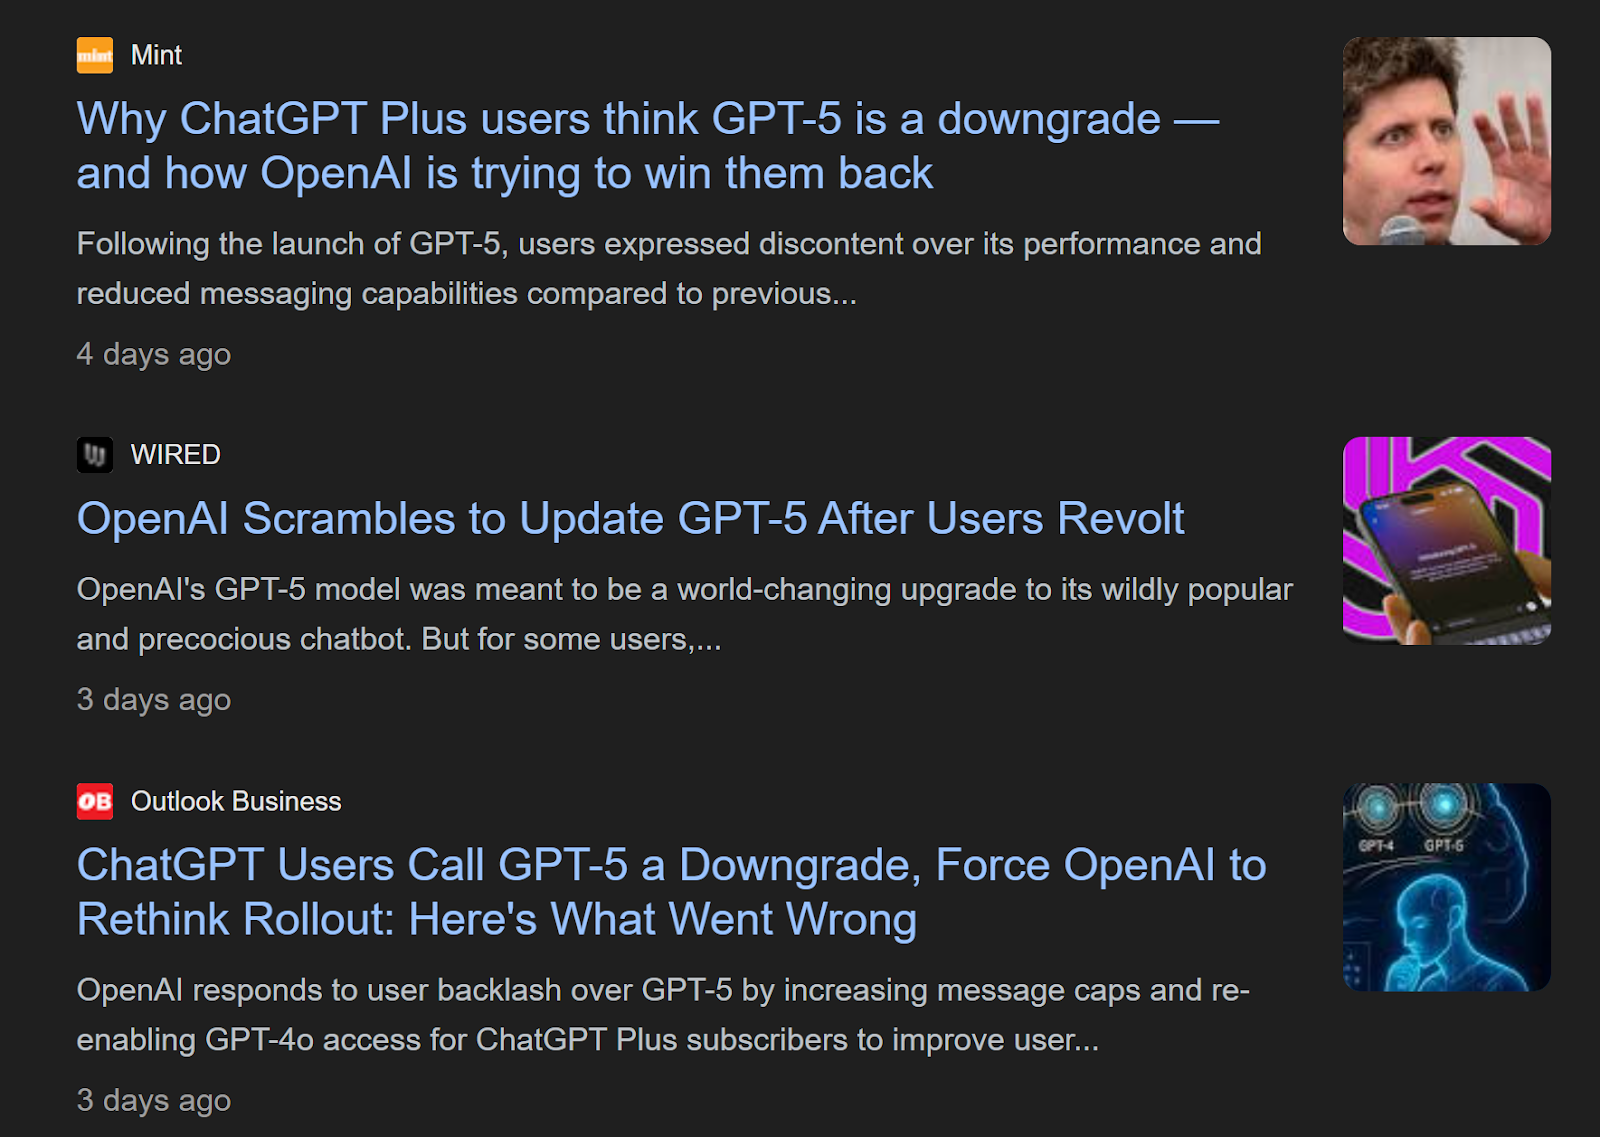 mint Mint
Why ChatGPT Plus users think GPT-5 is a downgrade —
and how OpenAI is trying to win them back
Following the launch of GPT-5, users expressed discontent over its performance and
reduced messaging capabilities compared to previous...
4 days ago
WIRED
OpenAI Scrambles to Update GPT-5 After Users Revolt
OpenAI's GPT-5 model was meant to be a world-changing upgrade to its wildly popular
and precocious chatbot. But for some users,...
3 days ago
OB Outlook Business
ChatGPT Users Call GPT-5 a Downgrade, Force OpenAI to
Rethink Rollout: Here's What Went Wrong
GPT-4 GPT-5
OpenAI responds to user backlash over GPT-5 by increasing message caps and re-
enabling GPT-4o access for ChatGPT Plus subscribers to improve user...
3 days ago